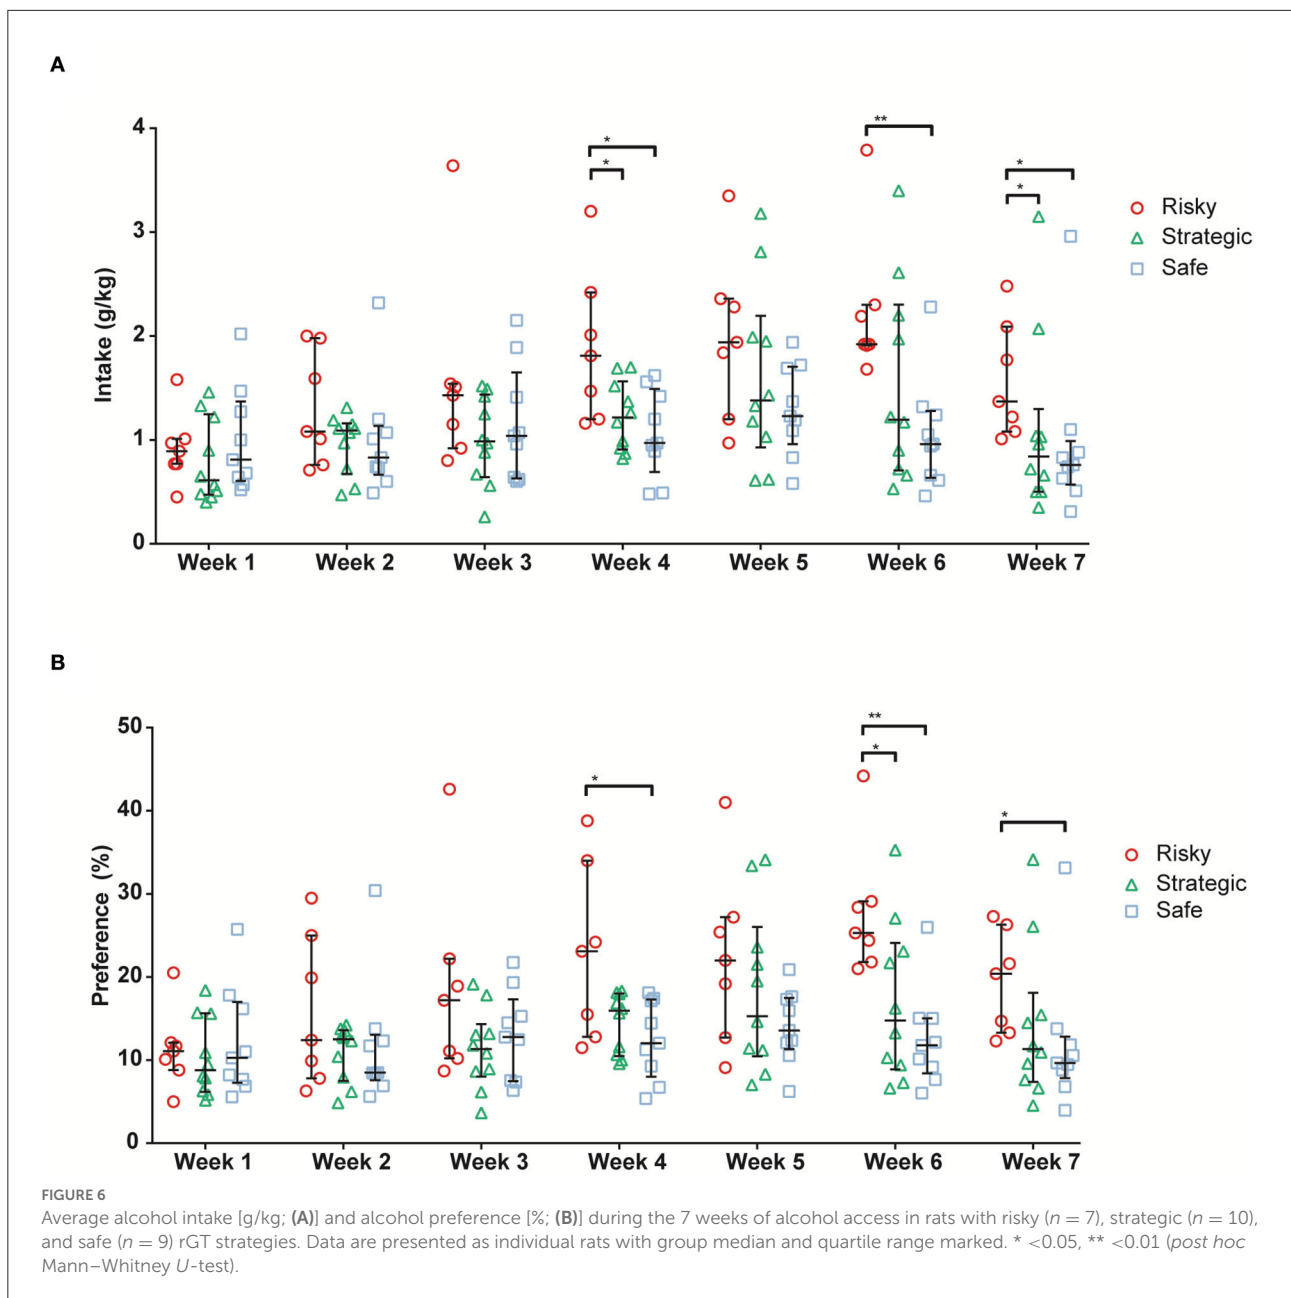 A
Intake (g/kg)
4
3
2
1
0
*
*
**
*
*
Risky
Strategic
Safe
Week 1 Week 2 Week 3 Week 4 Week 5 Week 6 Week 7
B
Preference (%)
50
40
30
20
10
0
*
**
*
*
Risky
Strategic
Safe
Week 1 Week 2 Week 3 Week 4 Week 5 Week 6 Week 7
FIGURE 6
Average alcohol intake [g/kg; (A)] and alcohol preference [%; (B)] during the 7 weeks of alcohol access in rats with risky (n = 7), strategic (n = 10),
and safe (n = 9) rGT strategies. Data are presented as individual rats with group median and quartile range marked. * <0.05, ** <0.01 (post hoc
Mann–Whitney U-test).